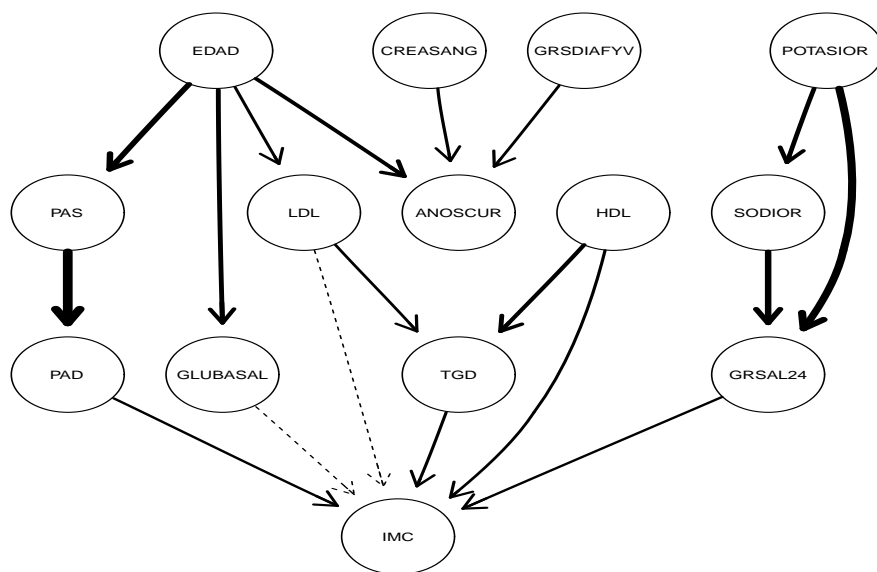 EDAD
CREASANG
GRSDIAFYV
POTASIOR
PAS
LDL
ANOSCUR
HDL
SODIOR
PAD
GLUBASAL
TGD
GRSAL24
IMC